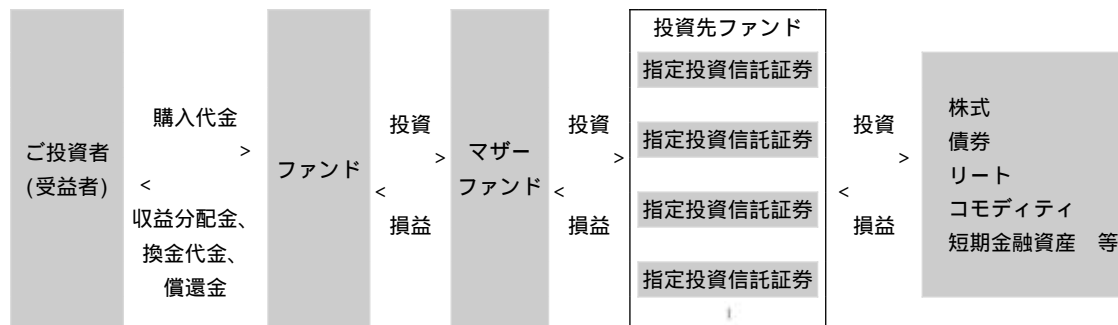 ご投資者
(受益者)
購入代金
>
<
収益分配金、
換金代金、
償還金
ファンド
投資
>
<
損益
マザー
ファンド
投資
>
<
損益
投資先ファンド
指定投資信託証券
指定投資信託証券
指定投資信託証券
指定投資信託証券
投資
>
<
損益
株式
債券
リート
コモディティ
短期金融資産　等